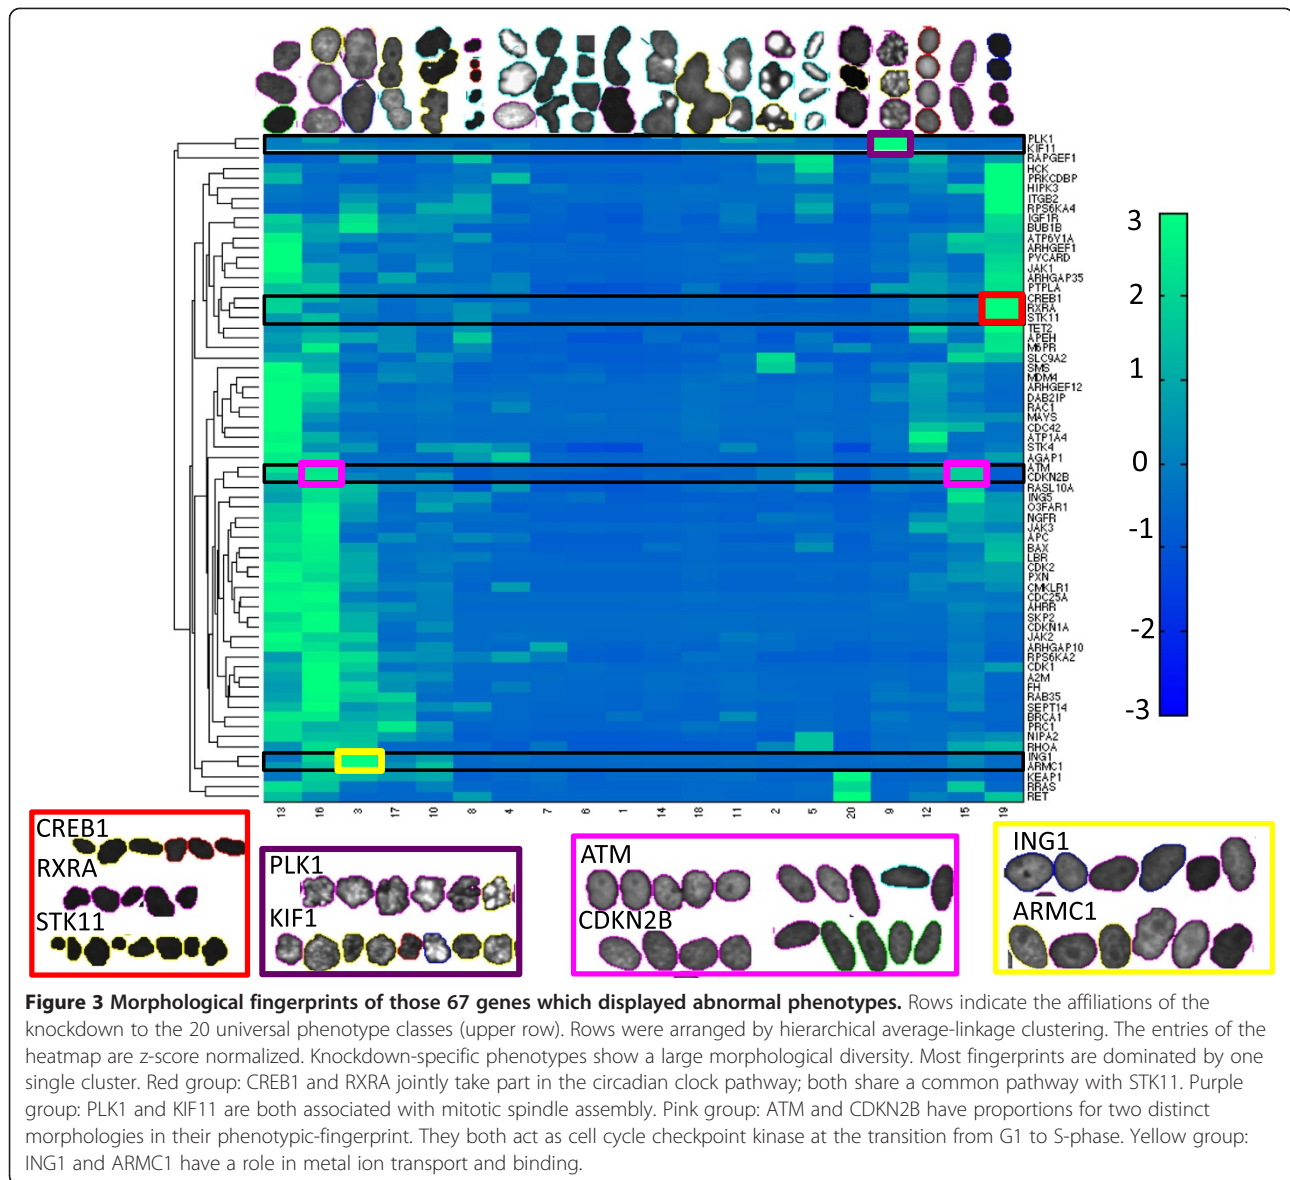 PLK1
KIF11
RAPGEF1
HCK
PRKCDBP
HIPK3
ITGB2
RPS6KA4
IGF1R
BUB1B
ATP6V1A
ARHGEF1
PYCARD
JAK1
ARHGAP35
PTPLA
CREB1
RXRA
STK11
TET2
APEH
M6PR
SLC9A2
SMS
MDM4
ARHGEF12
DAB2IP
RAC1
MAYS
CDC42
ATP1A4
STK4
AGAP1
ATM
CDKN2B
RASL10A
ING5
O3FAR1
NGFR
JAK3
APC
BAX
LBR
CDK2
PXN
CMKLR1
CDC25A
AHRR
SKP2
CDKN1A
JAK2
ARHGAP10
RPS6KA2
CDK1
A2M
FH
RAB35
SEPT14
BRCA1
PRC1
NIPA2
RHOA
ING1
ARMC1
KEAP1
RRAS
RET
3
2
1
0
-1
-2
-3
13 16 3 17 10 8 4 7 6 1 14 18 11 2 5 20 9 12 15 19
CREB1
RXRA
STK11
PLK1
KIF1
ATM
CDKN2B
ING1
ARMC1
Figure 3 Morphological fingerprints of those 67 genes which displayed abnormal phenotypes. Rows indicate the affiliations of the
knockdown to the 20 universal phenotype classes (upper row). Rows were arranged by hierarchical average-linkage clustering. The entries of the
heatmap are z-score normalized. Knockdown-specific phenotypes show a large morphological diversity. Most fingerprints are dominated by one
single cluster. Red group: CREB1 and RXRA jointly take part in the circadian clock pathway; both share a common pathway with STK11. Purple
group: PLK1 and KIF11 are both associated with mitotic spindle assembly. Pink group: ATM and CDKN2B have proportions for two distinct
morphologies in their phenotypic-fingerprint. They both act as cell cycle checkpoint kinase at the transition from G1 to S-phase. Yellow group:
ING1 and ARMC1 have a role in metal ion transport and binding.